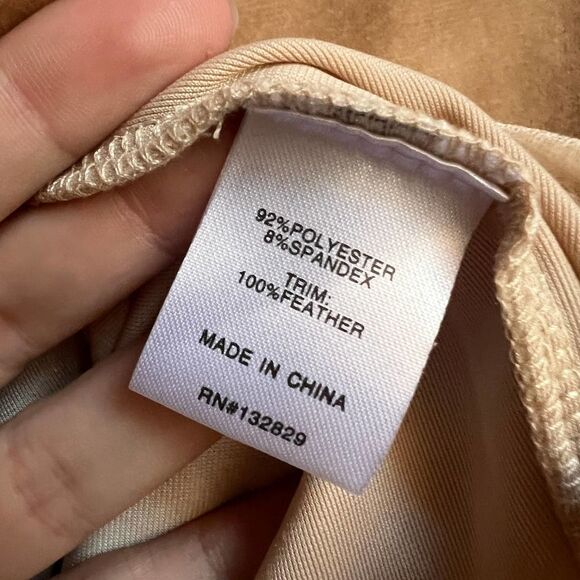 92%POLYESTER
8%SPANDEX
TRIM:
100%FEATHER
MADE IN CHINA
RN#132829